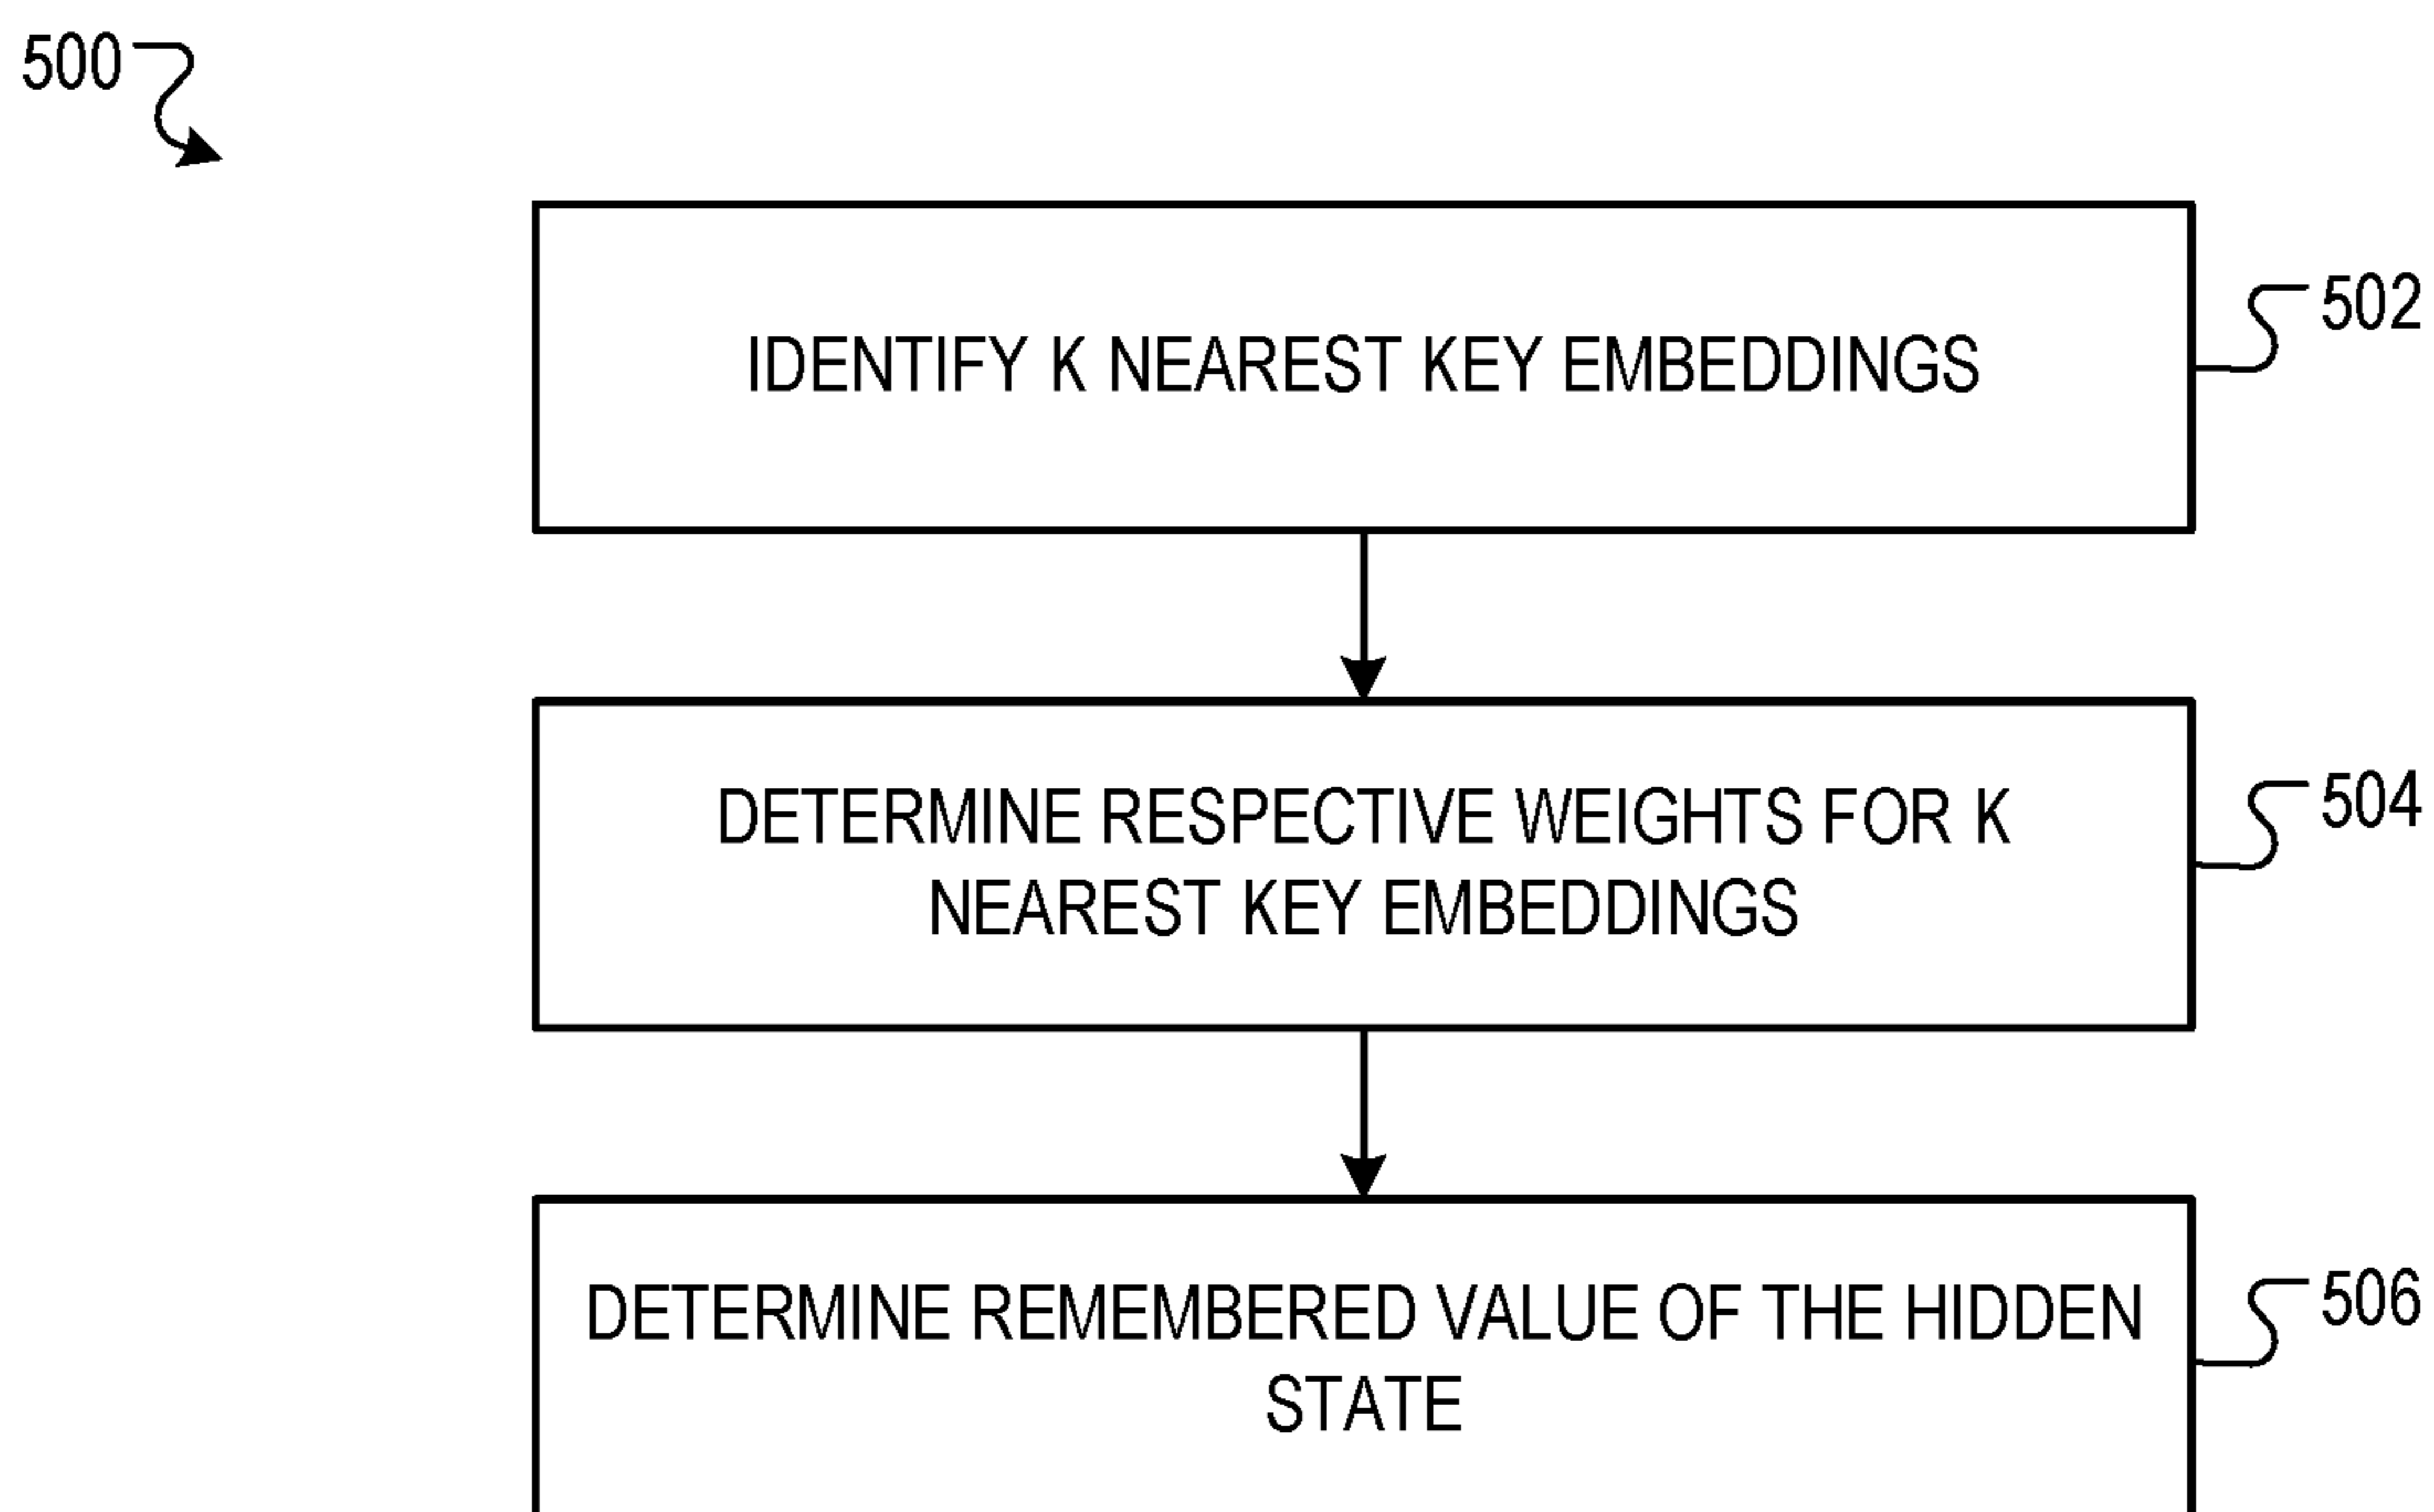 500
IDENTIFY K NEAREST KEY EMBEDDINGS
502
DETERMINE RESPECTIVE WEIGHTS FOR K
NEAREST KEY EMBEDDINGS
504
DETERMINE REMEMBERED VALUE OF THE HIDDEN
STATE
506